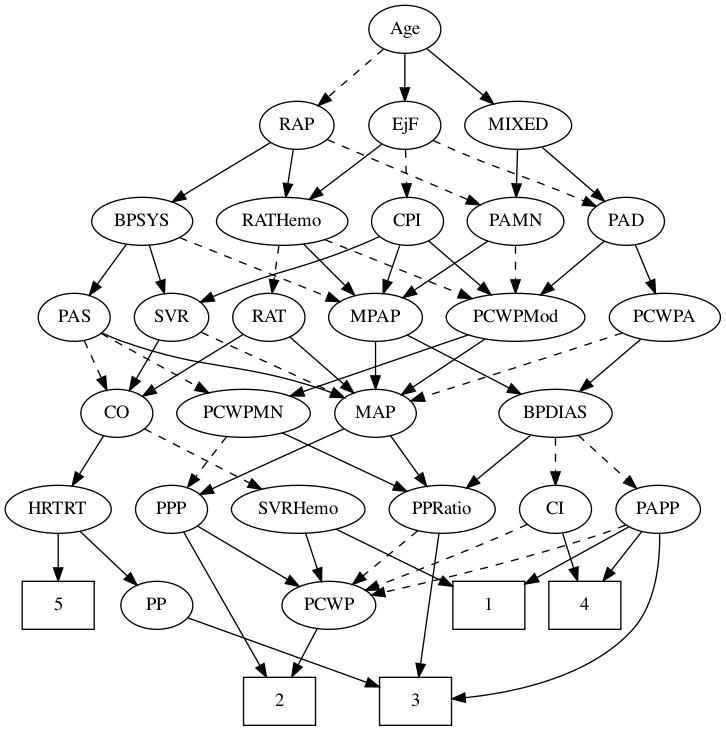 Age
RAP
EjF
MIXED
BPSYS
RATHemo
CPI
PAMN
PAD
PAS
SVR
RAT
MPAP
PCWPMod
PCWPA
CO
PCWPMN
MAP
BPDIAS
HRTRT
PPP
SVRHemo
PPRatio
CI
PAPP
5
PP
PCWP
1
4
2
3